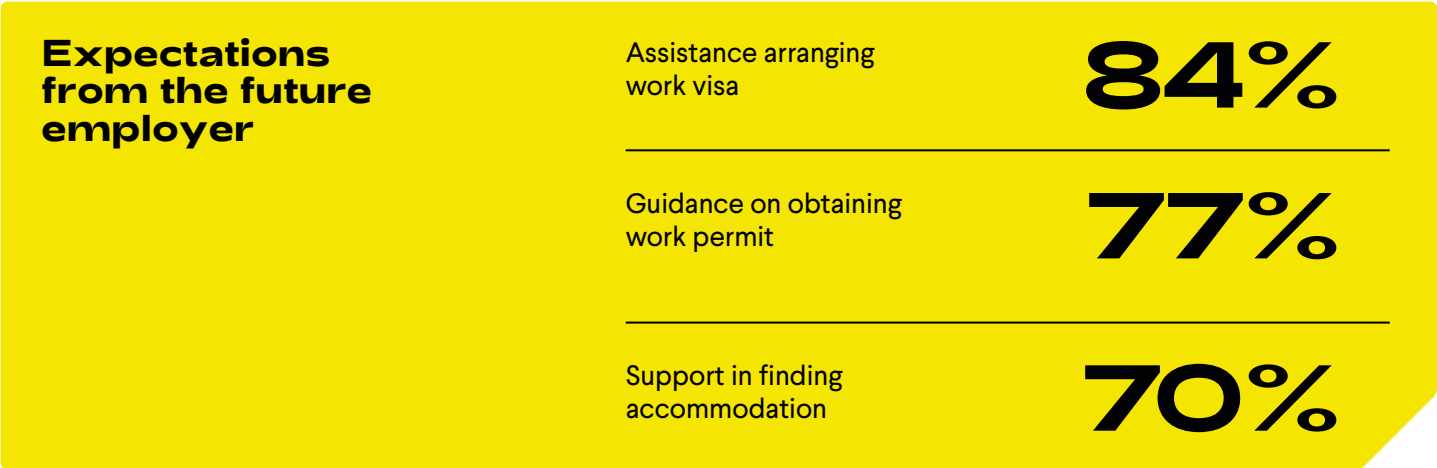 Expectations
from the future
employer
Assistance arranging
work visa
84%
Guidance on obtaining
work permit
77%
Support in finding
accommodation
70%